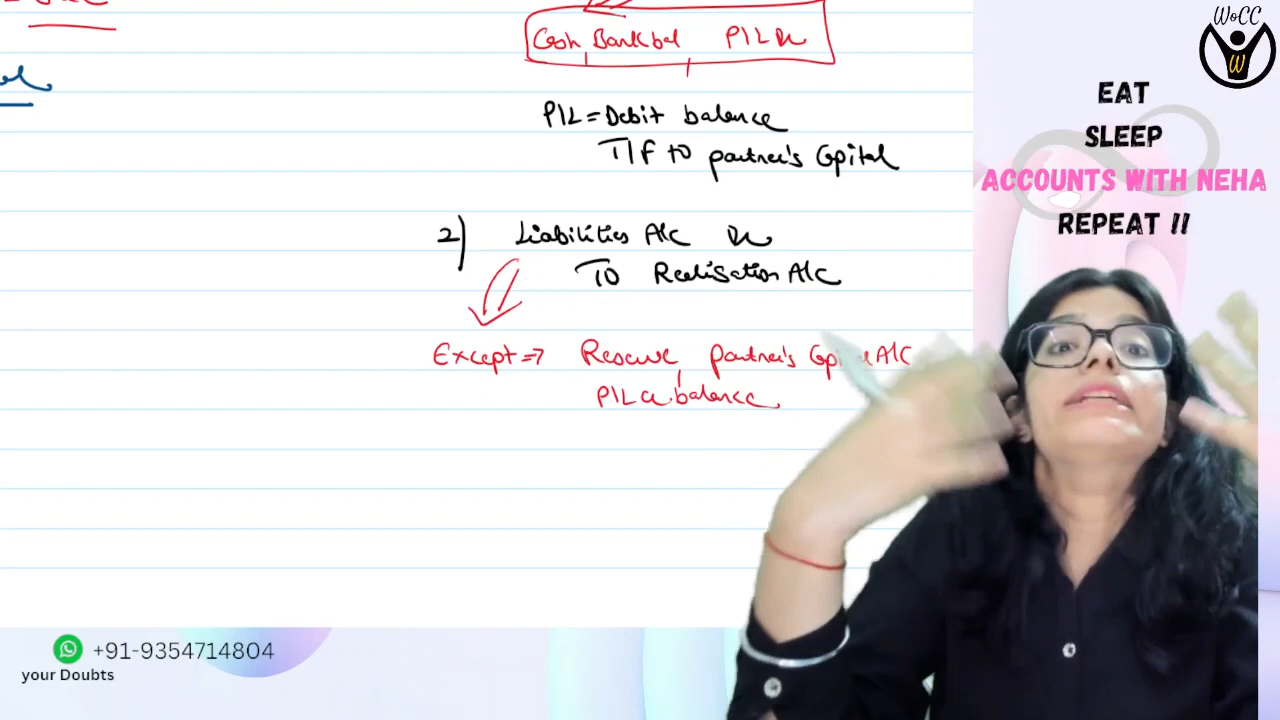 Cash Bank bal P/L Dr
P/L = Debit balance
T/F to partner's Capital
2) Liabilities A/c Dr
To Realisation A/c
Except => Reserve partner's Capital A/c
P/L Cr balance
WoCC
W
EAT
SLEEP
ACCOUNTS WITH NEHA
REPEAT !!
+91-9354714804
your Doubts